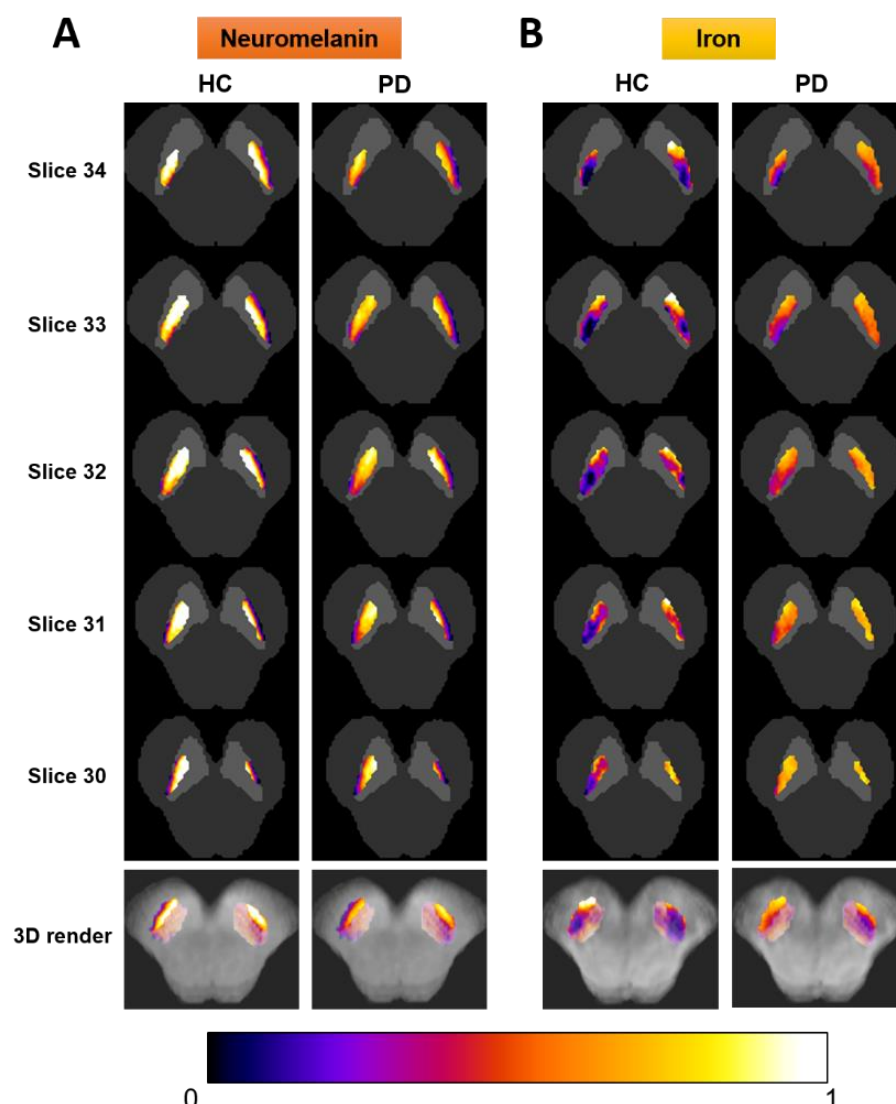 A Neuromelanin B Iron
HC PD HC PD
Slice 34
Slice 33
Slice 32
Slice 31
Slice 30
3D render
0 1